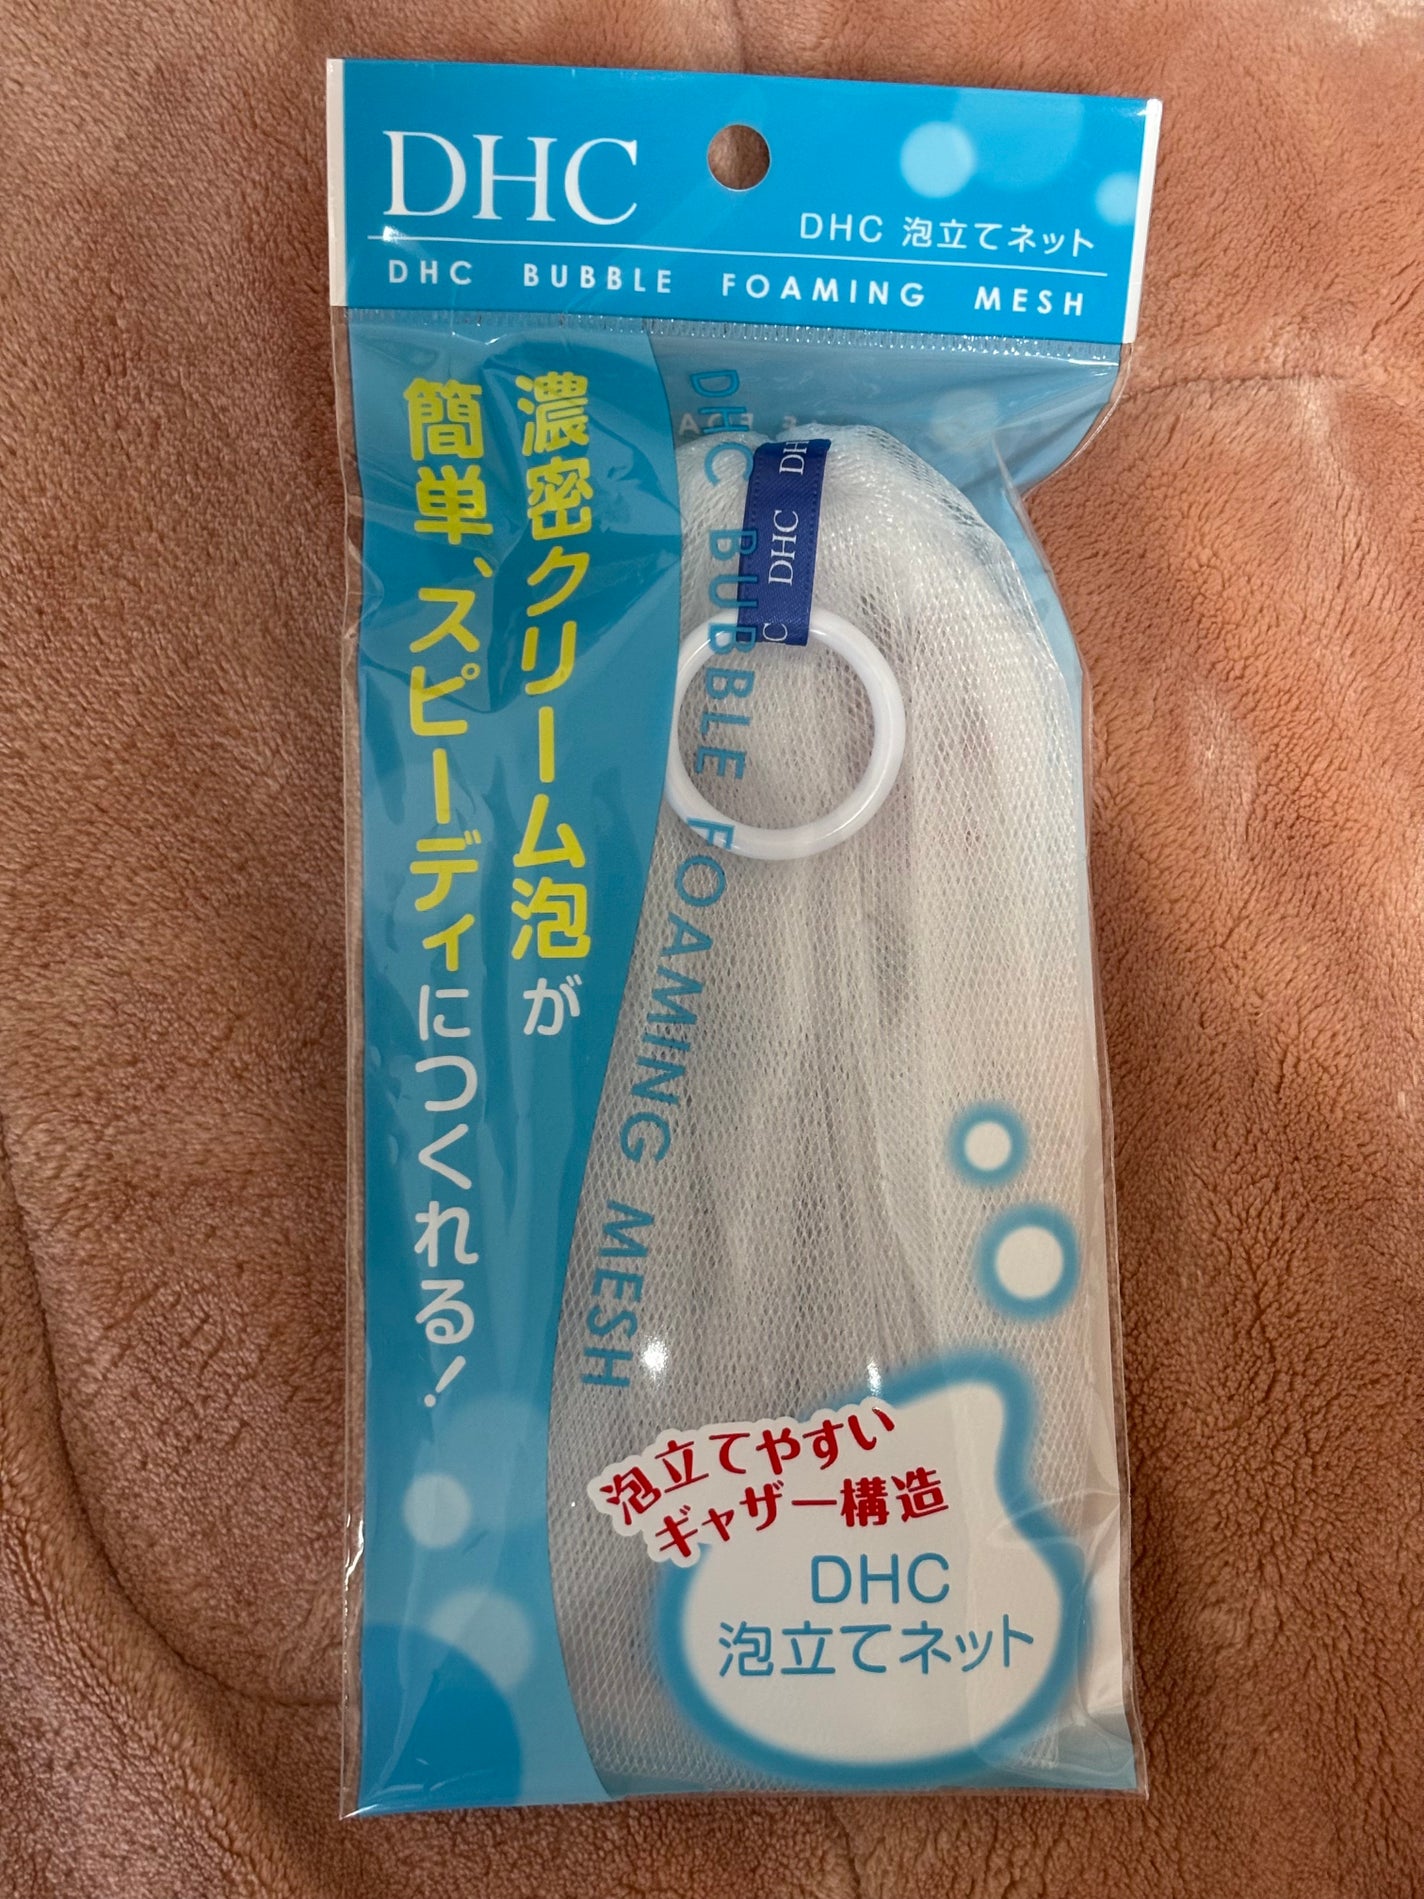 DHC
DHC 泡立てネット
DHC BUBBLE FOAMING MESH
濃密クリーム泡が
簡単、スピーディにつくれる!
DHC BUBBLE FOAMING MESH
DH
DHC
C
泡立てやすい
ギャザー構造
DHC
泡立てネット